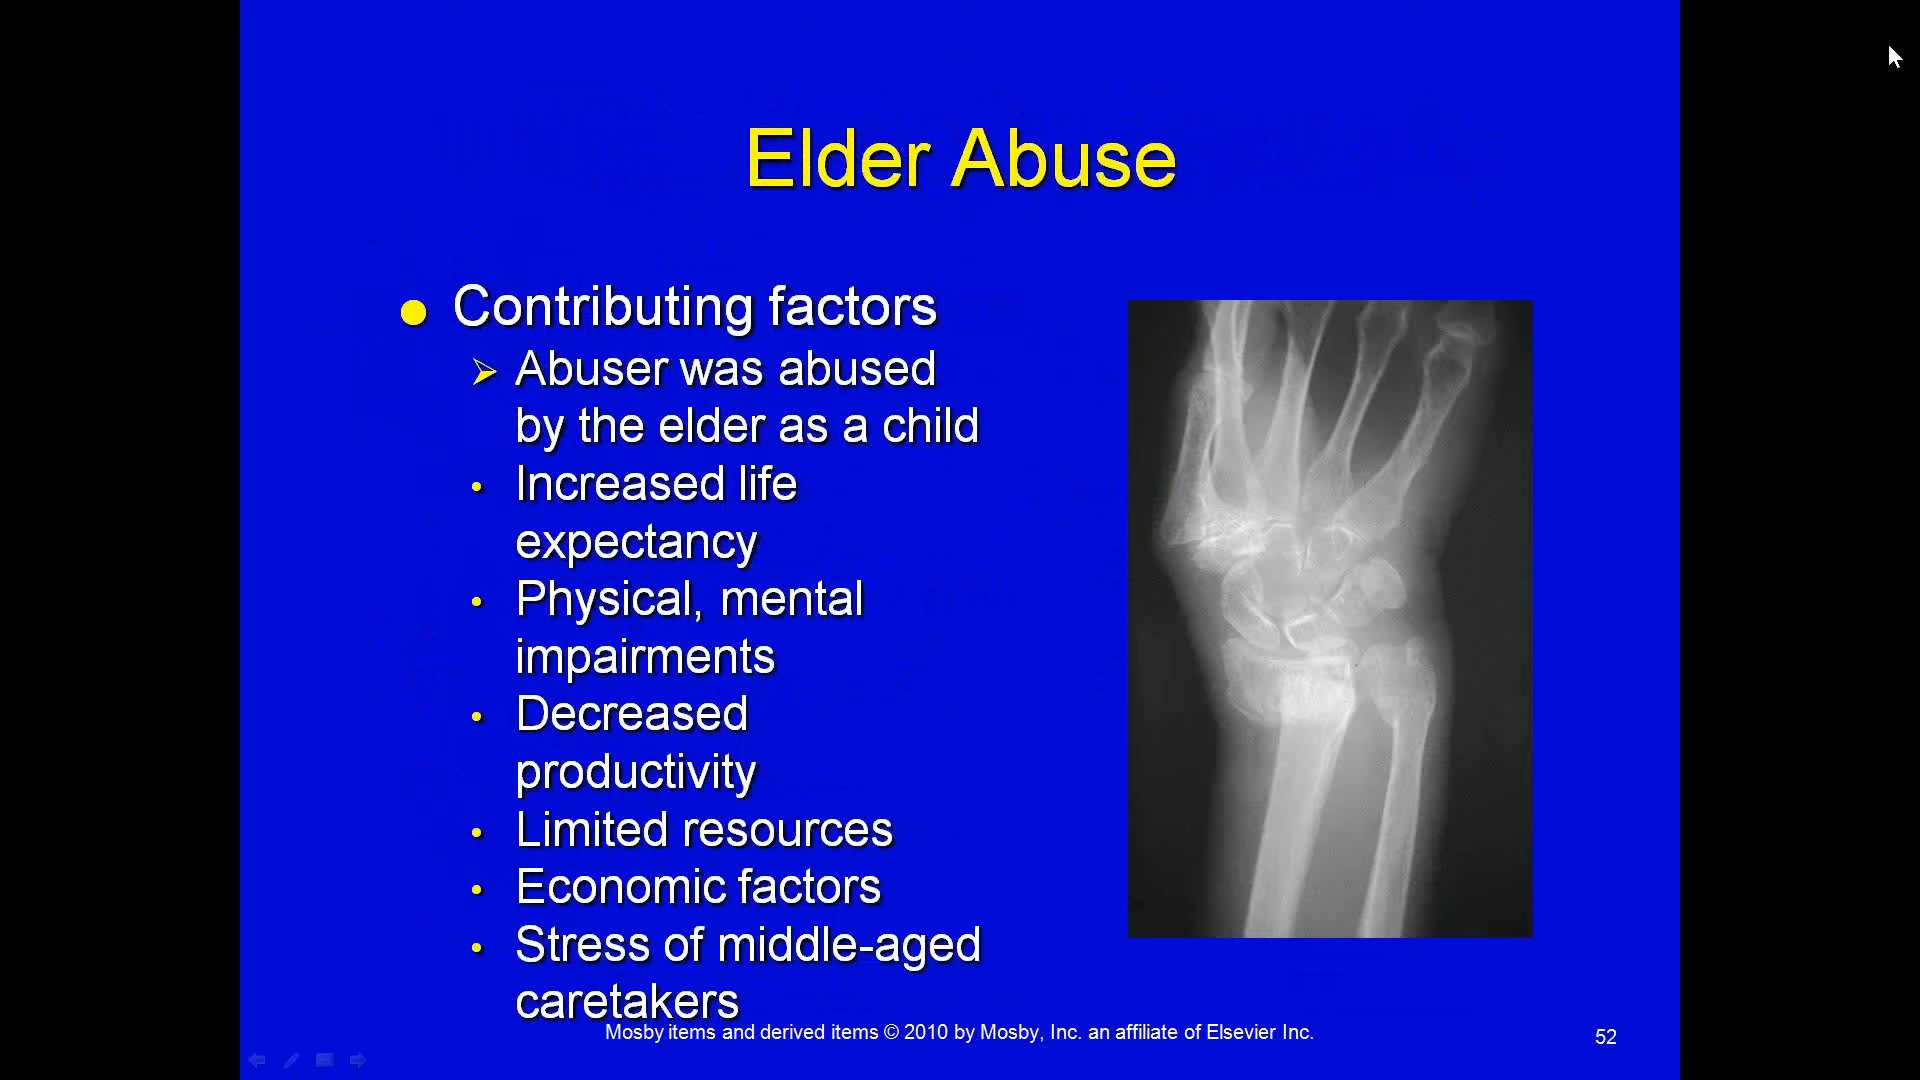 Elder Abuse
Contributing factors
Abuser was abused
by the elder as a child
Increased life
expectancy
Physical, mental
impairments
Decreased
productivity
Limited resources
Economic factors
Stress of middle-aged
caretakers
Mosby items and derived items © 2010 by Mosby, Inc. an affiliate of Elsevier Inc.
52